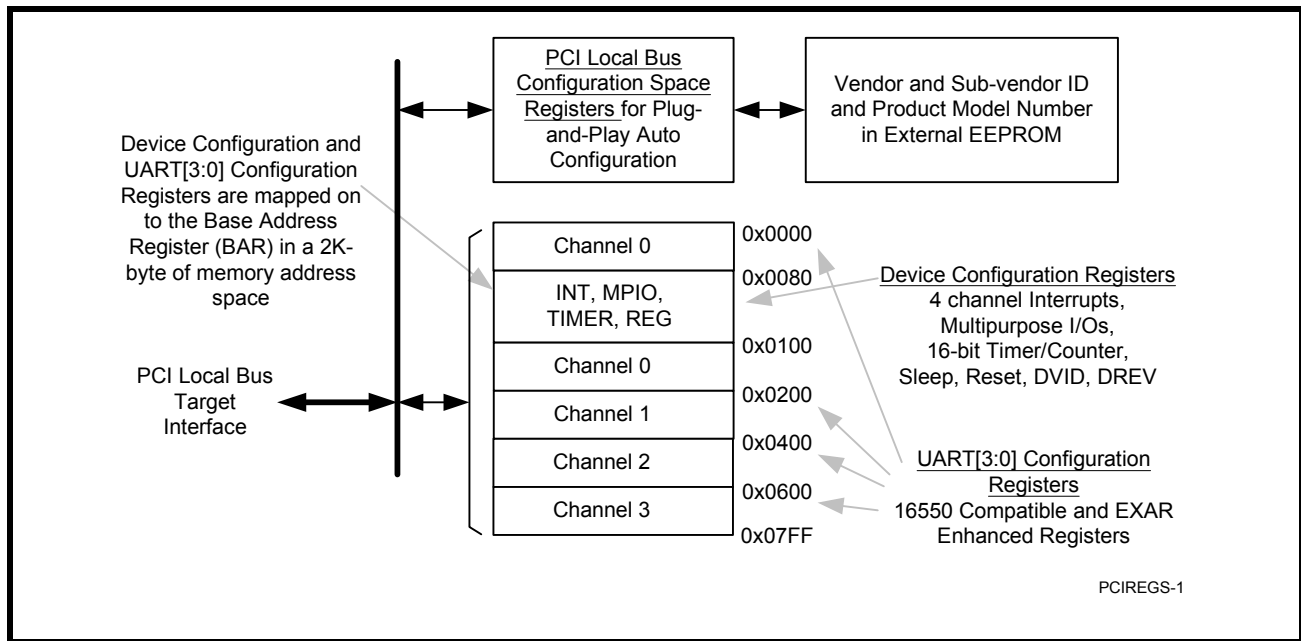 PCI Local Bus
Configuration Space
Registers for Plug-
and-Play Auto
Configuration
Vendor and Sub-vendor ID
and Product Model Number
in External EEPROM
Device Configuration and
UART[3:0] Configuration
Registers are mapped on
to the Base Address
Register (BAR) in a 2K-
byte of memory address
space
PCI Local Bus
Target
Interface
Channel 0
INT, MPIO,
TIMER, REG
Channel 0
Channel 1
Channel 2
Channel 3
0x0000
0x0080
0x0100
0x0200
0x0400
0x0600
0x07FF
Device Configuration Registers
4 channel Interrupts,
Multipurpose I/Os,
16-bit Timer/Counter,
Sleep, Reset, DVID, DREV
UART[3:0] Configuration
Registers
16550 Compatible and EXAR
Enhanced Registers
PCIREGS-1